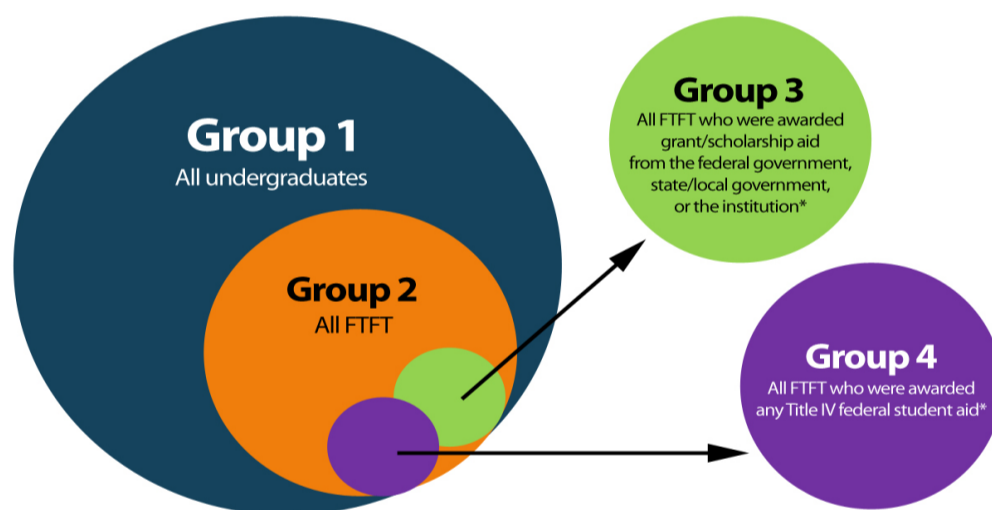 Group 1
All undergraduates
Group 2
All FTFT
Group 3
All FTFT who were awarded
grant/scholarship aid
from the federal government,
state/local government,
or the institution*
Group 4
All FTFT who were awarded
any Title IV federal student aid*